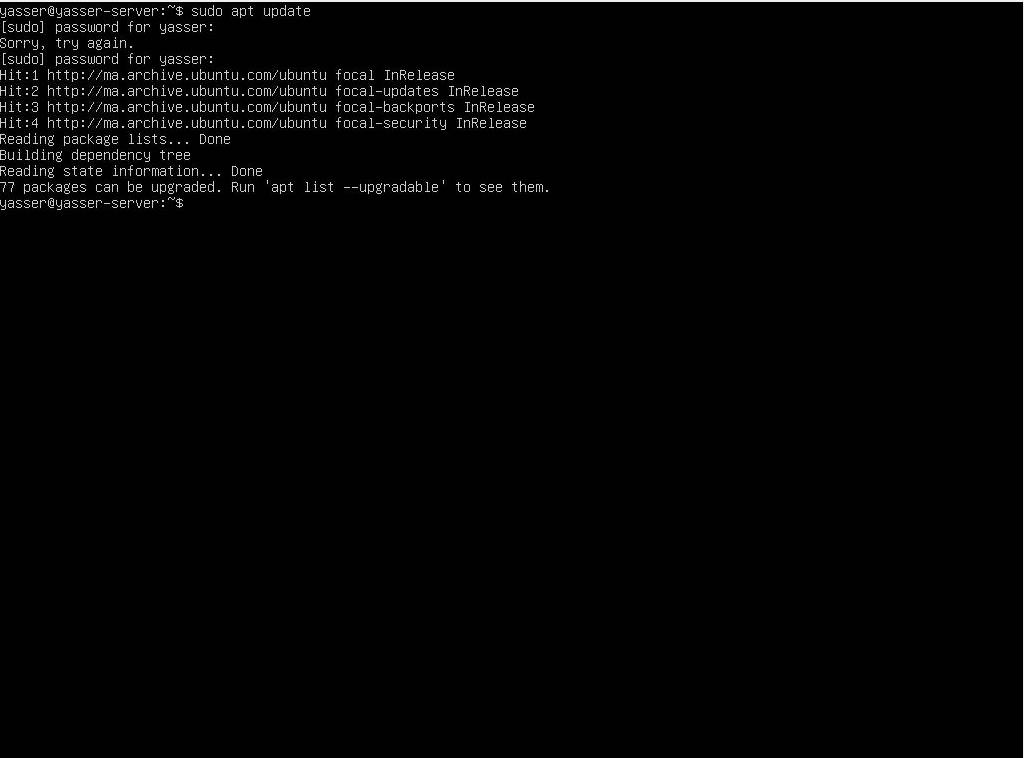 yasser@yasser-server:~$ sudo apt update
[sudo] password for yasser:
Sorry, try again.
[sudo] password for yasser:
Hit:1 http://ma.archive.ubuntu.com/ubuntu focal InRelease
Hit:2 http://ma.archive.ubuntu.com/ubuntu focal-updates InRelease
Hit:3 http://ma.archive.ubuntu.com/ubuntu focal-backports InRelease
Hit:4 http://ma.archive.ubuntu.com/ubuntu focal-security InRelease
Reading package lists... Done
Building dependency tree
Reading state information... Done
77 packages can be upgraded. Run 'apt list --upgradable' to see them.
yasser@yasser-server:~$